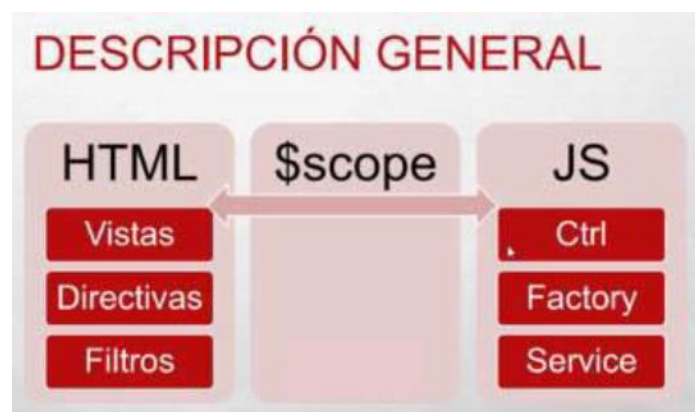 DESCRIPCIÓN GENERAL
HTML
Vistas
Directivas
Filtros
$scope
JS
Ctrl
Factory
Service